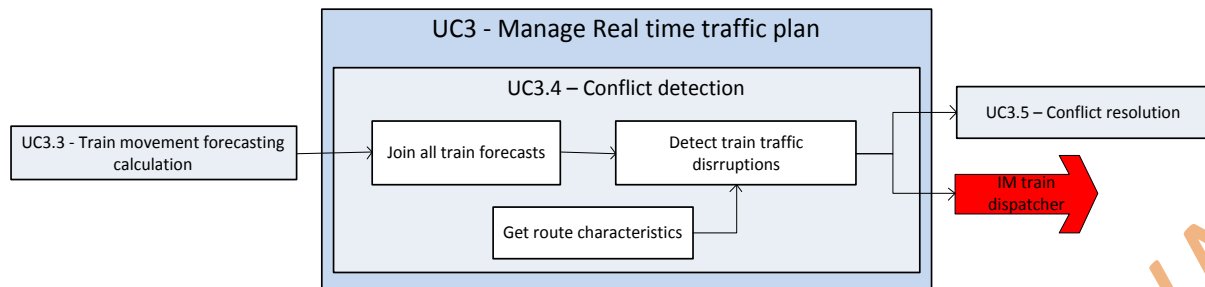 UC3 - Manage Real time traffic plan
UC3.4 – Conflict detection
UC3.3 - Train movement forecasting
calculation
Join all train forecasts
Detect train traffic
disrruptions
Get route characteristics
UC3.5 – Conflict resolution
IM train
dispatcher